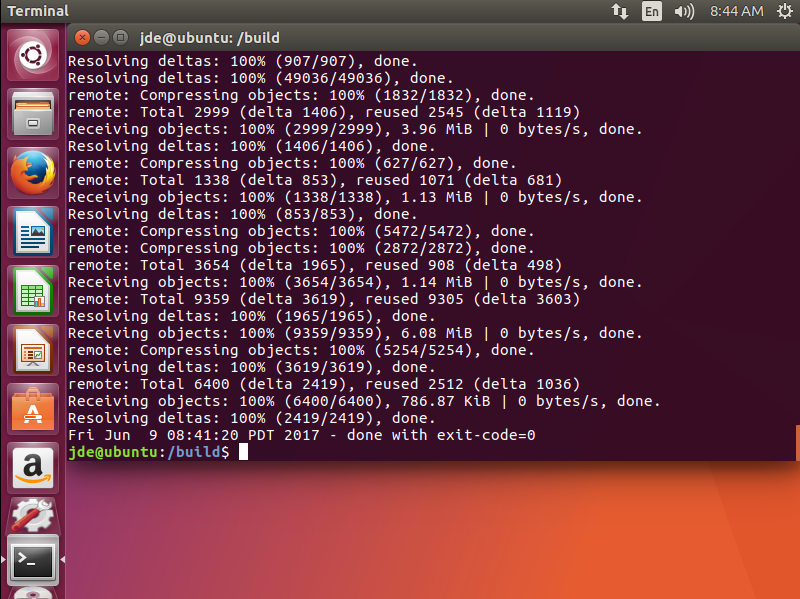 Terminal
En
8:44 AM
jde@ubuntu: /build
Resolving deltas: 100% (907/907), done.
Resolving deltas: 100% (49036/49036), done.
remote: Compressing objects: 100% (1832/1832), done.
remote: Total 2999 (delta 1406), reused 2545 (delta 1119)
Receiving objects: 100% (2999/2999), 3.96 MiB | 0 bytes/s, done.
Resolving deltas: 100% (1406/1406), done.
remote: Compressing objects: 100% (627/627), done.
remote: Total 1338 (delta 853), reused 1071 (delta 681)
Receiving objects: 100% (1338/1338), 1.13 MiB | 0 bytes/s, done.
Resolving deltas: 100% (853/853), done.
remote: Compressing objects: 100% (5472/5472), done.
remote: Compressing objects: 100% (2872/2872), done.
remote: Total 3654 (delta 1965), reused 908 (delta 498)
Receiving objects: 100% (3654/3654), 1.14 MiB | 0 bytes/s, done.
remote: Total 9359 (delta 3619), reused 9305 (delta 3603)
Resolving deltas: 100% (1965/1965), done.
Receiving objects: 100% (9359/9359), 6.08 MiB | 0 bytes/s, done.
remote: Compressing objects: 100% (5254/5254), done.
Resolving deltas: 100% (3619/3619), done.
remote: Total 6400 (delta 2419), reused 2512 (delta 1036)
Receiving objects: 100% (6400/6400), 786.87 KiB | 0 bytes/s, done.
Resolving deltas: 100% (2419/2419), done.
Fri Jun  9 08:41:20 PDT 2017 - done with exit-code=0
jde@ubuntu:/build$
A
a
>_